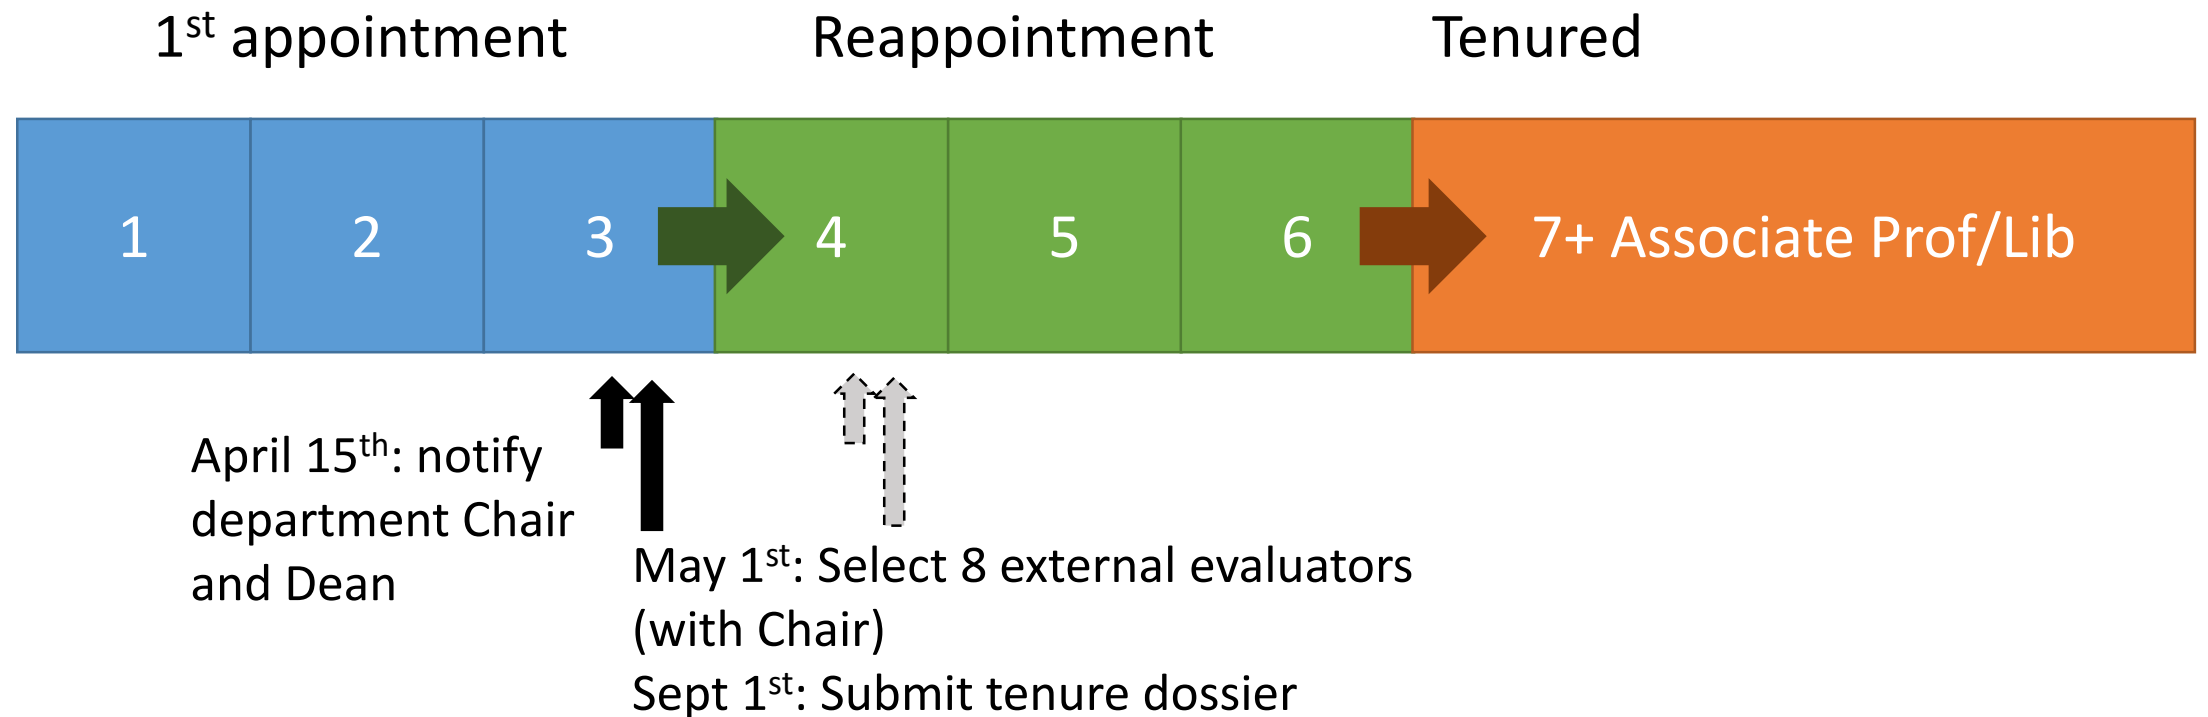 1st appointment
Reappointment
Tenured
1
2
3
4
5
6
7+ Associate Prof/Lib
April 15th: notify
department Chair
and Dean
May 1st: Select 8 external evaluators
(with Chair)
Sept 1st: Submit tenure dossier